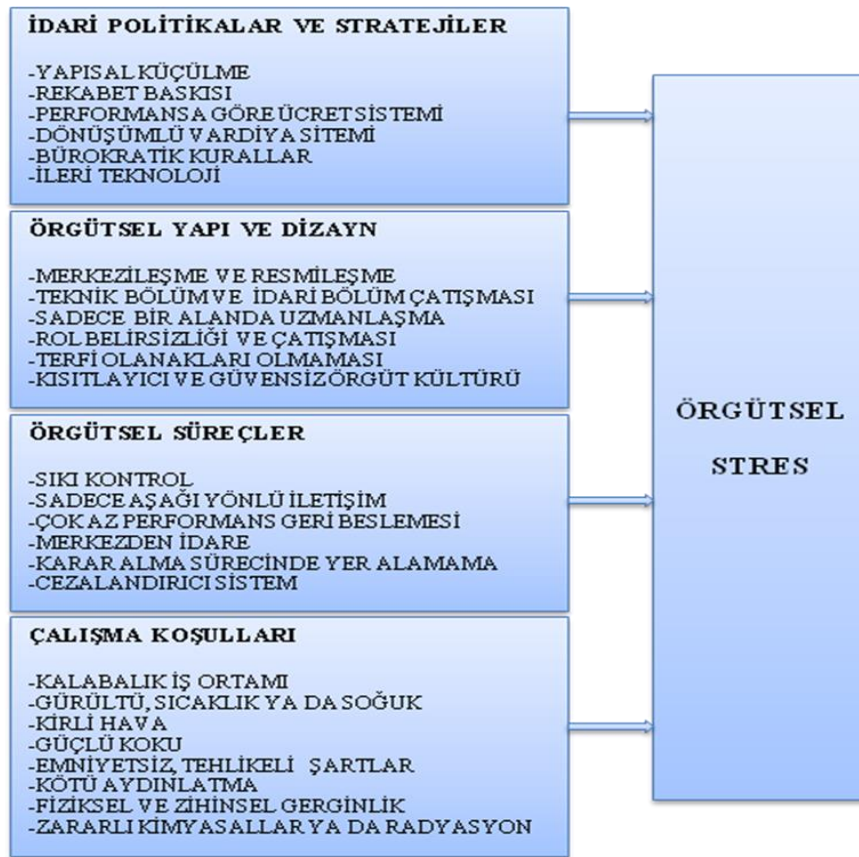 İDARİ POLİTİKALAR VE STRATEJİLER
-YAPISAL KÜÇÜLME
-REKABET BASKISI
-PERFORMANSA GÖRE ÜCRET SİSTEMİ
-DÖNÜŞÜMLÜ VARDİYA SİTEMİ
-BÜROKRATİK KURALLAR
-İLERİ TEKNOLOJİ
ÖRGÜTSEL YAPI VE DİZAYN
-MERKEZİLEŞME VE RESMİLEŞME
-TEKNİK BÖLÜM VE İDARİ BÖLÜM ÇATIŞMASI
-SADECE BİR ALANDA UZMANLAŞMA
-ROL BELİRSİZLİĞİ VE ÇATIŞMASI
-TERFİ OLANAKLARI OLMAMASI
-KISITLAYICI VE GÜVENSİZ ÖRGÜT KÜLTÜRÜ
ÖRGÜTSEL SÜREÇLER
-SIKI KONTROL
-SADECE AŞAĞI YÖNLÜ İLETİŞİM
-ÇOK AZ PERFORMANS GERİ BESLEMESİ
-MERKEZDEN İDARE
-KARAR ALMA SÜRECİNDE YER ALAMAMA
-CEZALANDIRICI SİSTEM
ÇALIŞMA KOŞULLARI
-KALABALIK İŞ ORTAMI
-GÜRÜLTÜ, SICAKLIK YA DA SOĞUK
-KİRLİ HAVA
-GÜÇLÜ KOKU
-EMNİYETSİZ, TEHLİKELİ ŞARTLAR
-KÖTÜ AYDINLATMA
-FİZİKSEL VE ZİHİNSEL GERGİNLİK
-ZARARLI KİMYASALLAR YA DA RADYASYON
ÖRGÜTSEL
STRES